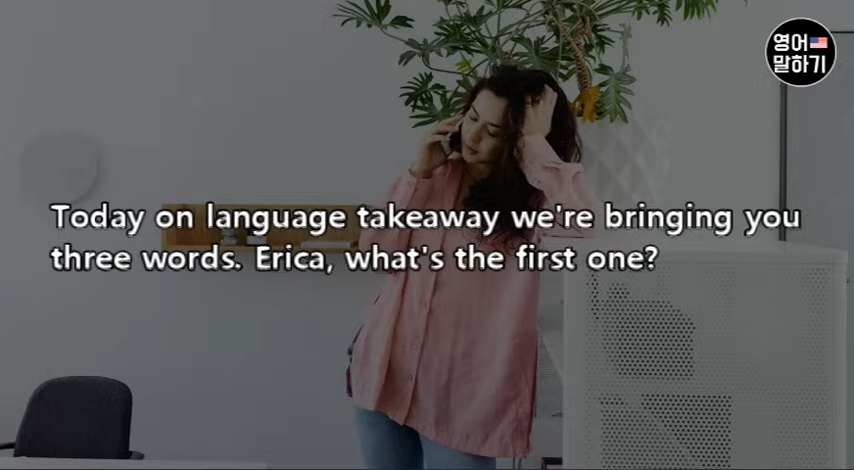 영어
말하기
Today on language takeaway we're bringing you
three words. Erica, what's the first one?